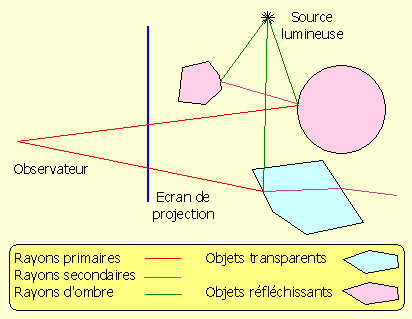 Source
lumineuse
Observateur
Ecran de
projection
Rayons primaires
Objets transparents
Rayons secondaires
Rayons d'ombre
Objets réfléchissants